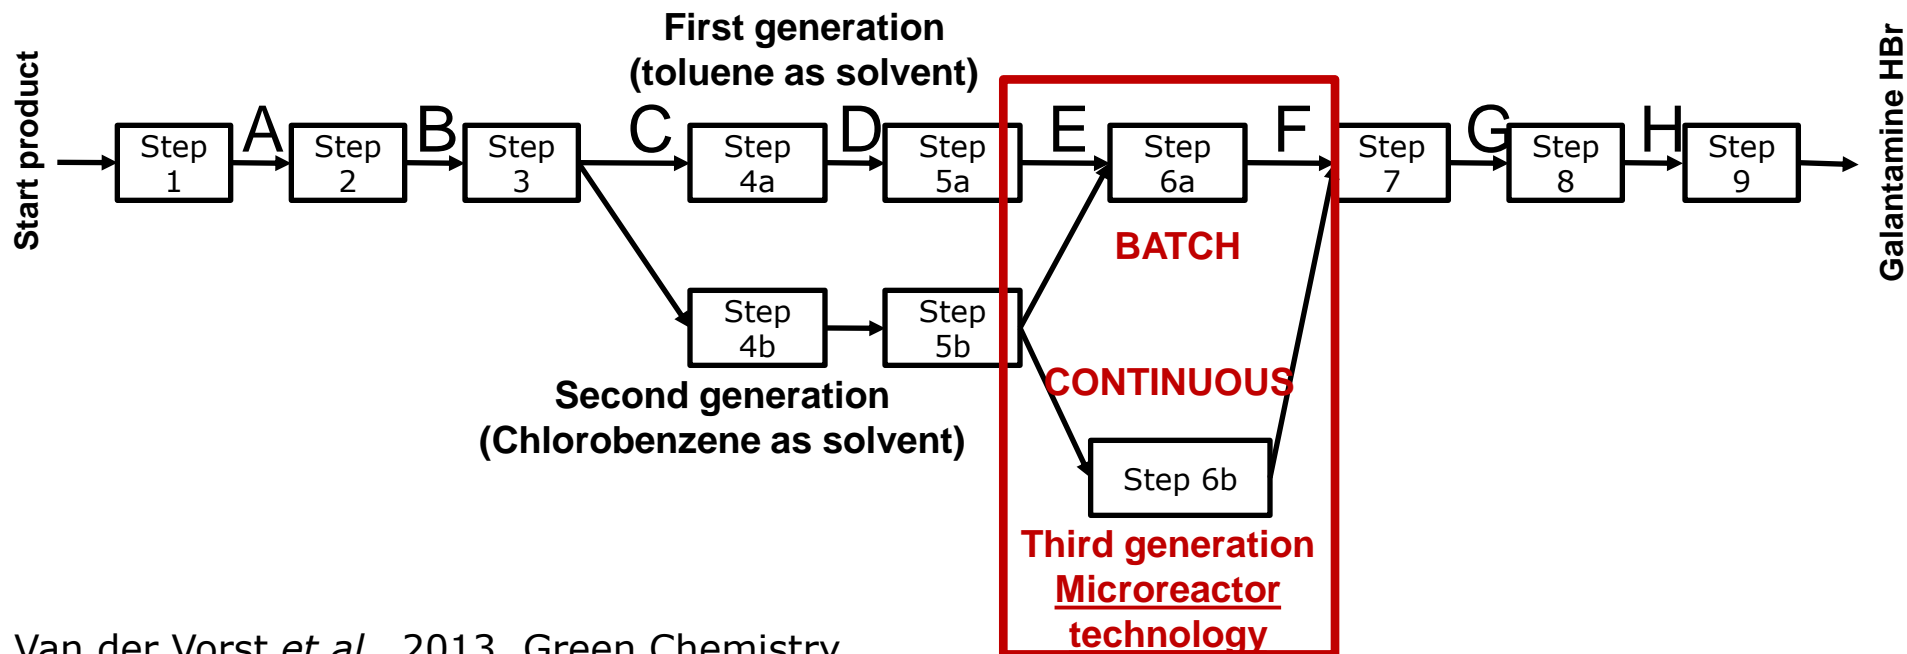 First generation
(toluene as solvent)
Start product
Step
1
A
Step
2
B
Step
3
C
Step
4a
D
Step
5a
E
Step
6a
F
Step
7
G
Step
8
H
Step
9
Galantamine HBr
BATCH
Step
4b
Step
5b
CONTINUOUS
Second generation
(Chlorobenzene as solvent)
Step 6b
Third generation
Microreactor
technology
Van der Vorst et al., 2013, Green Chemistry